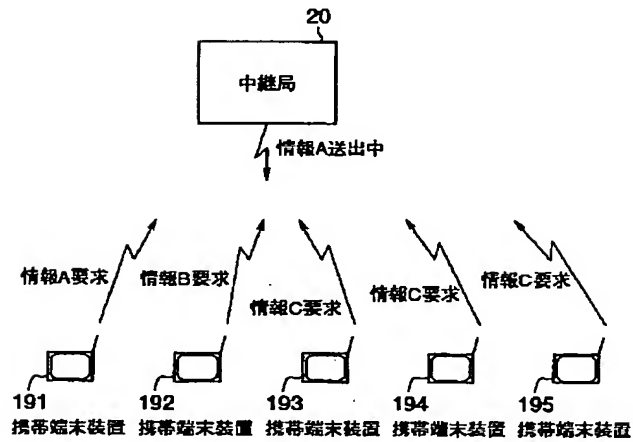 20
中継局
情報A送出中
情報A要求
情報B要求
情報C要求
情報C要求
情報C要求
191
192
193
194
195
携帯端末装置
携帯端末装置
携帯端末装置
携帯端末装置
携帯端末装置